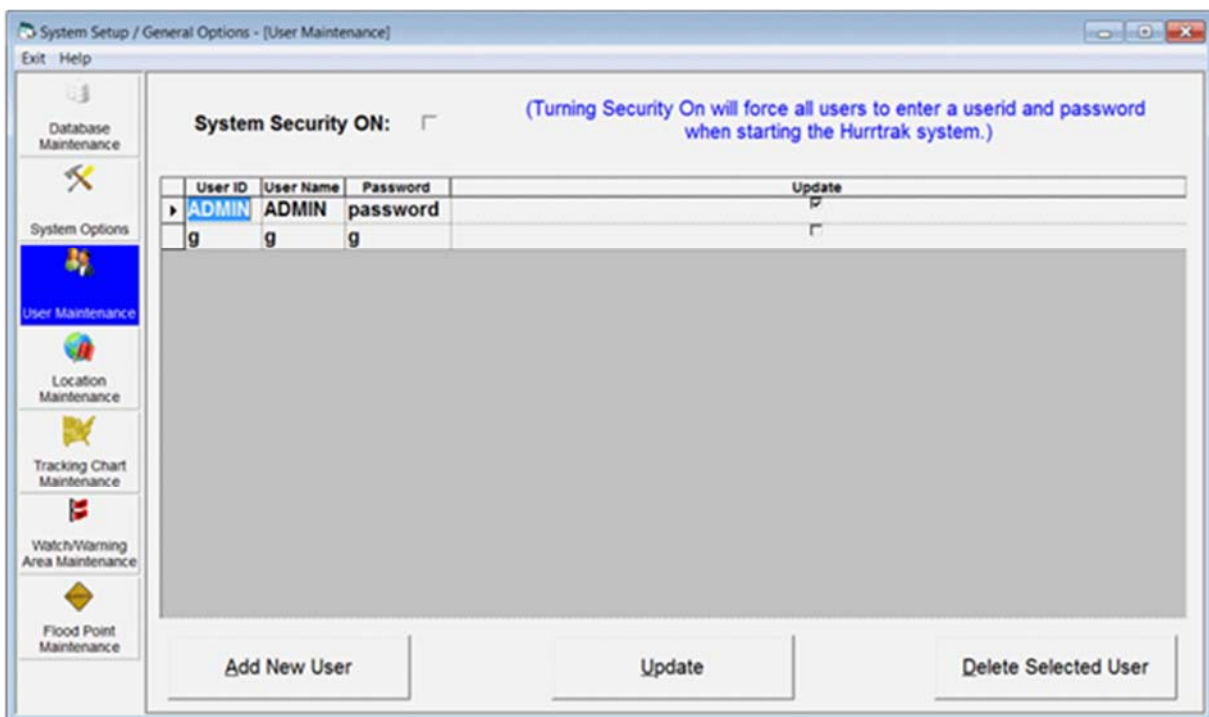 System Setup / General Options - [User Maintenance]
Exit Help
Database
Maintenance
System Options
User Maintenance
Location
Maintenance
Tracking Chart
Maintenance
Watch/Warning
Area Maintenance
Flood Point
Maintenance
System Security ON:
(Turning Security On will force all users to enter a userid and password
when starting the Hurrtrak system.)
User ID User Name Password Update
ADMIN ADMIN password
g g g
Add New User Update Delete Selected User